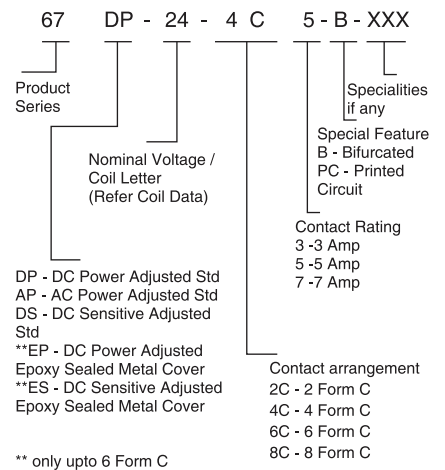 67 DP - 24 - 4 C 5 - B - XXX
Product
Series
Specialities
if any
Special Feature
B - Bifurcated
PC - Printed
Circuit
Nominal Voltage /
Coil Letter
(Refer Coil Data)
Contact Rating
3 -3 Amp
5 -5 Amp
7 -7 Amp
DP - DC Power Adjusted Std
AP - AC Power Adjusted Std
DS - DC Sensitive Adjusted
Std
**EP - DC Power Adjusted
Epoxy Sealed Metal Cover
**ES - DC Sensitive Adjusted
Epoxy Sealed Metal Cover
Contact arrangement
2C - 2 Form C
4C - 4 Form C
6C - 6 Form C
8C - 8 Form C
** only upto 6 Form C